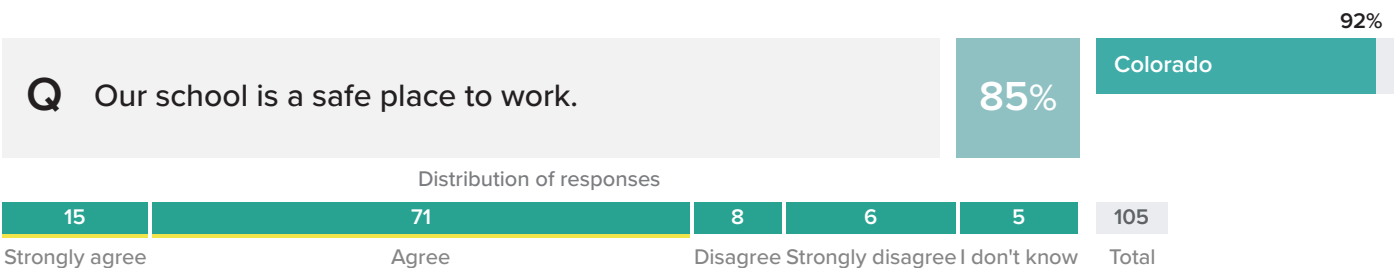 92%
Q Our school is a safe place to work.
85%
Colorado
Distribution of responses
15 71 8 6 5 105
Strongly agree Agree Disagree Strongly disagree I don't know Total